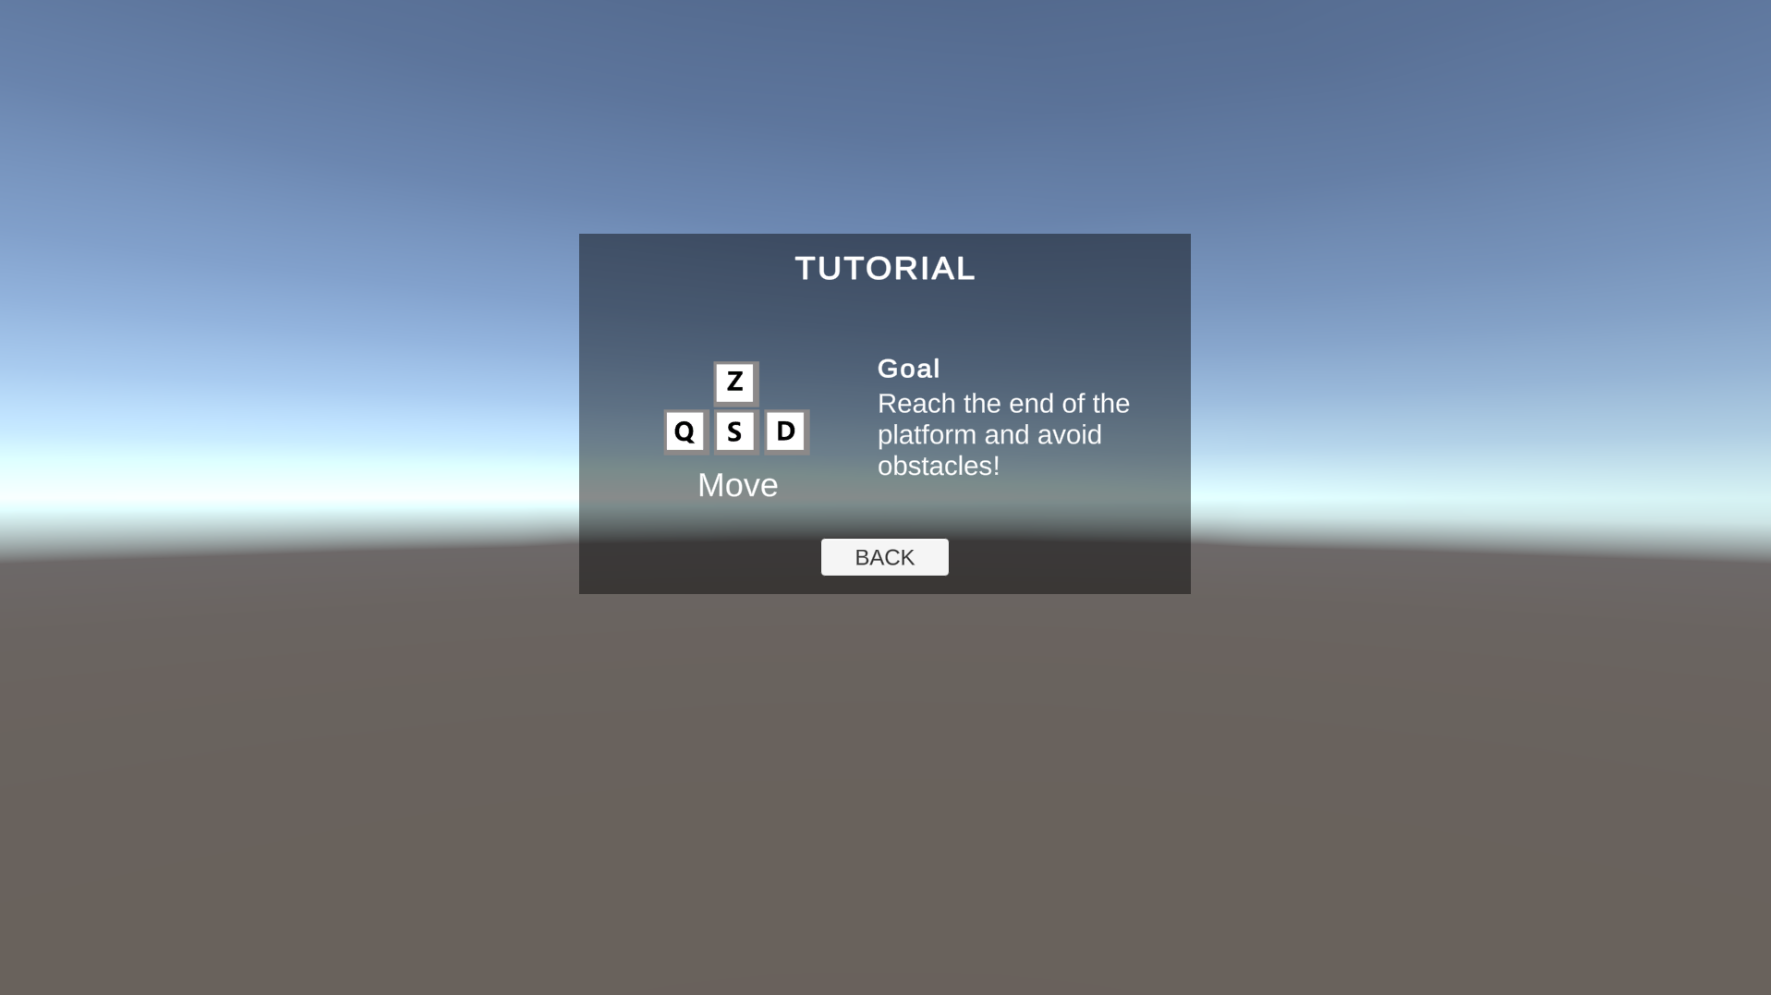 TUTORIAL
Z
Q S D
Move
Goal
Reach the end of the
platform and avoid
obstacles!
BACK